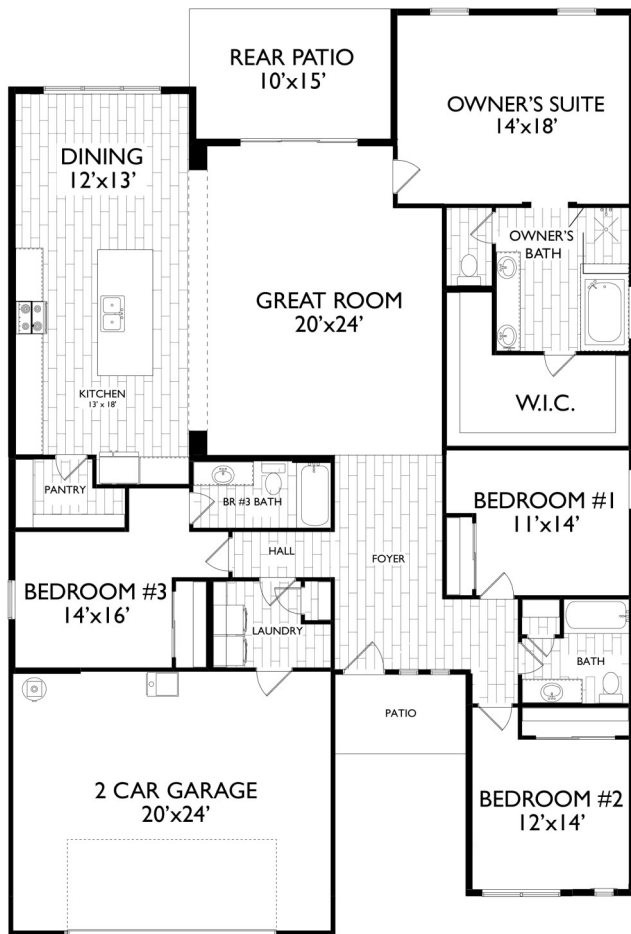 REAR PATIO
10'x15'
OWNER'S SUITE
14'x18'
DINING
12'x13'
OWNER'S
BATH
GREAT ROOM
20'x24'
KITCHEN
13' x 18'
W.I.C.
PANTRY
BR #3 BATH
BEDROOM #1
11'x14'
HALL
FOYER
BEDROOM #3
14'x16'
LAUNDRY
BATH
PATIO
2 CAR GARAGE
20'x24'
BEDROOM #2
12'x14'